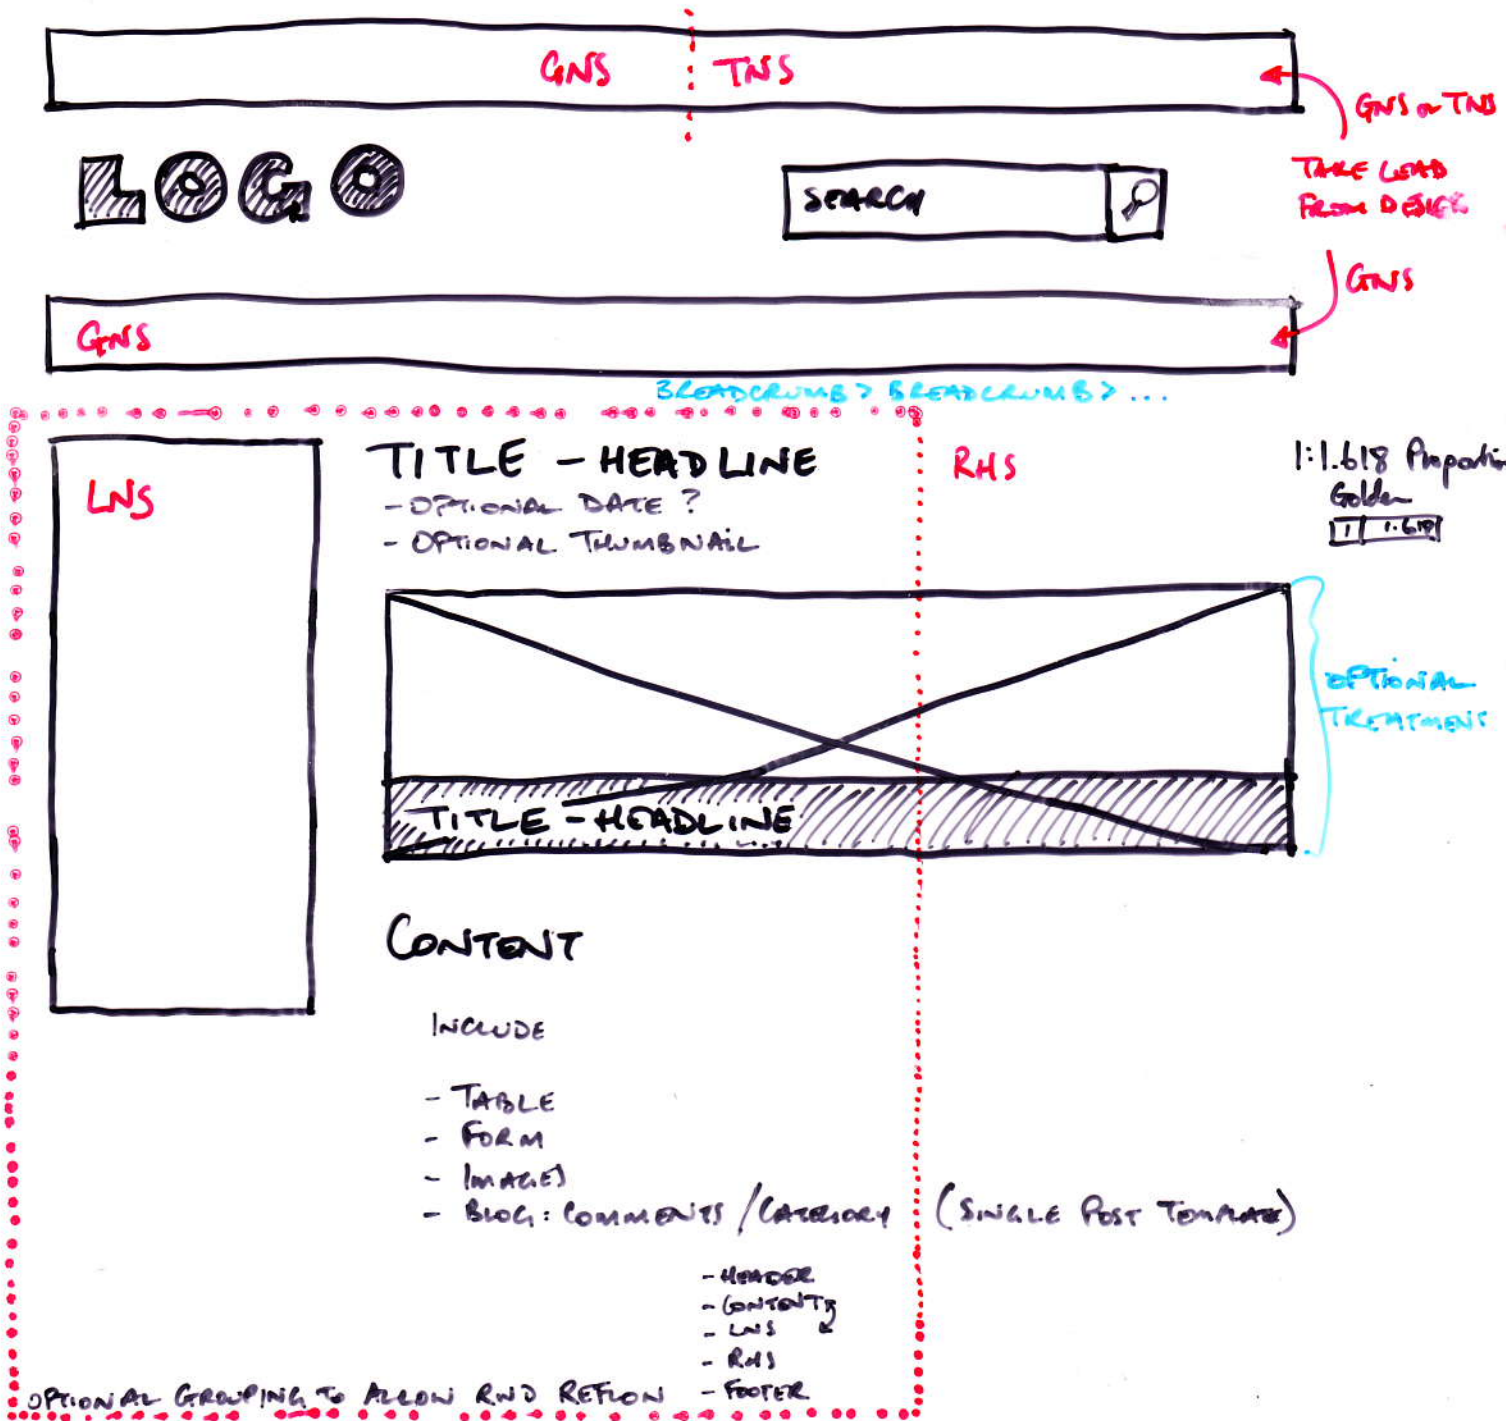 GNS TNS
GNS or TNS
LOGO
SEARCH
TAKE LEAD
FROM DESIGN
GNS
GNS
BREADCRUMB > BREADCRUMB > ...
LNS
TITLE - HEADLINE
- OPTIONAL DATE ?
- OPTIONAL THUMBNAIL
RHS
1:1.618 Proportion
Golden
1 1.618
OPTIONAL
TREATMENT
TITLE - HEADLINE
CONTENT
INCLUDE
- TABLE
- FORM
- IMAGES
- BLOG: COMMENTS / CATEGORY (SINGLE POST TEMPLATE)
- HEADER
- CONTENT
- LNS
- RHS
- FOOTER
OPTIONAL GROUPING TO ALLOW RWD REFLOW